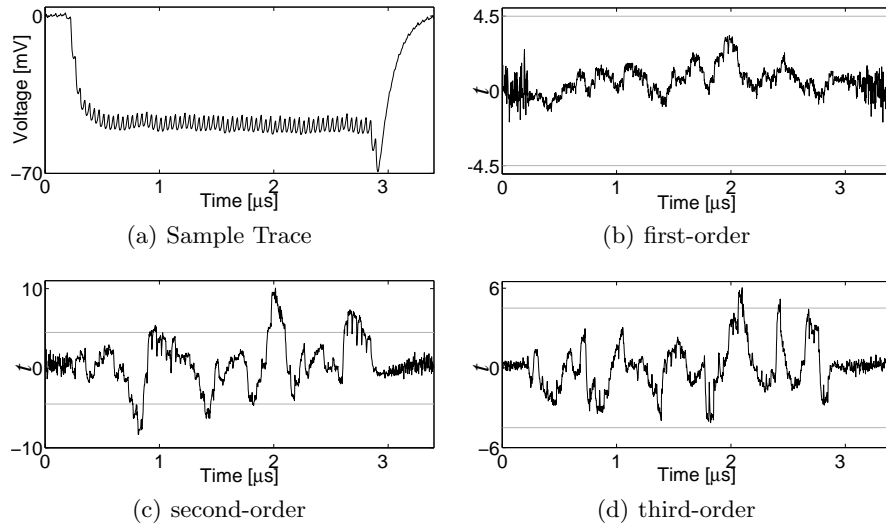 0
Voltage [mV]
−70
0 1 2 3
Time [μs]
(a) Sample Trace
4.5
t 0
-4.5
0 1 2 3
Time [μs]
(b) first-order
10
t 0
−10
0 1 2 3
Time [μs]
(c) second-order
6
t 0
−6
0 1 2 3
Time [μs]
(d) third-order